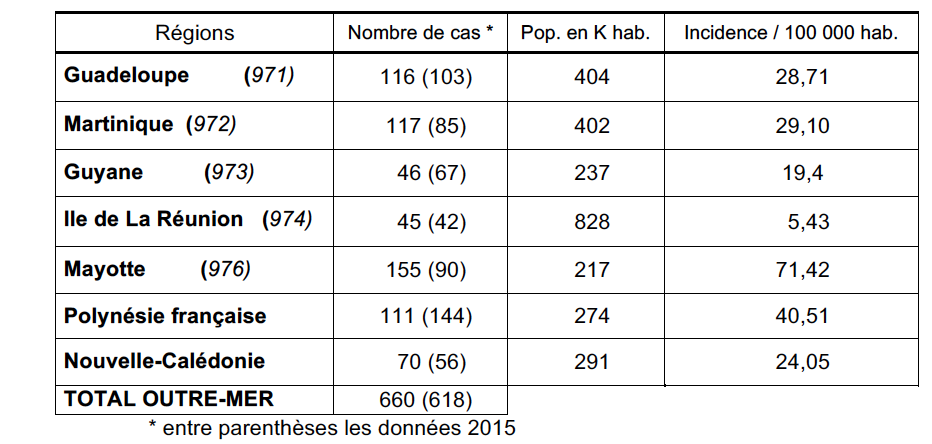 Régions Nombre de cas * Pop. en K hab. Incidence / 100 000 hab.
Guadeloupe (971) 116 (103) 404 28,71
Martinique (972) 117 (85) 402 29,10
Guyane (973) 46 (67) 237 19,4
Ile de La Réunion (974) 45 (42) 828 5,43
Mayotte (976) 155 (90) 217 71,42
Polynésie française 111 (144) 274 40,51
Nouvelle-Calédonie 70 (56) 291 24,05
TOTAL OUTRE-MER 660 (618)
* entre parenthèses les données 2015